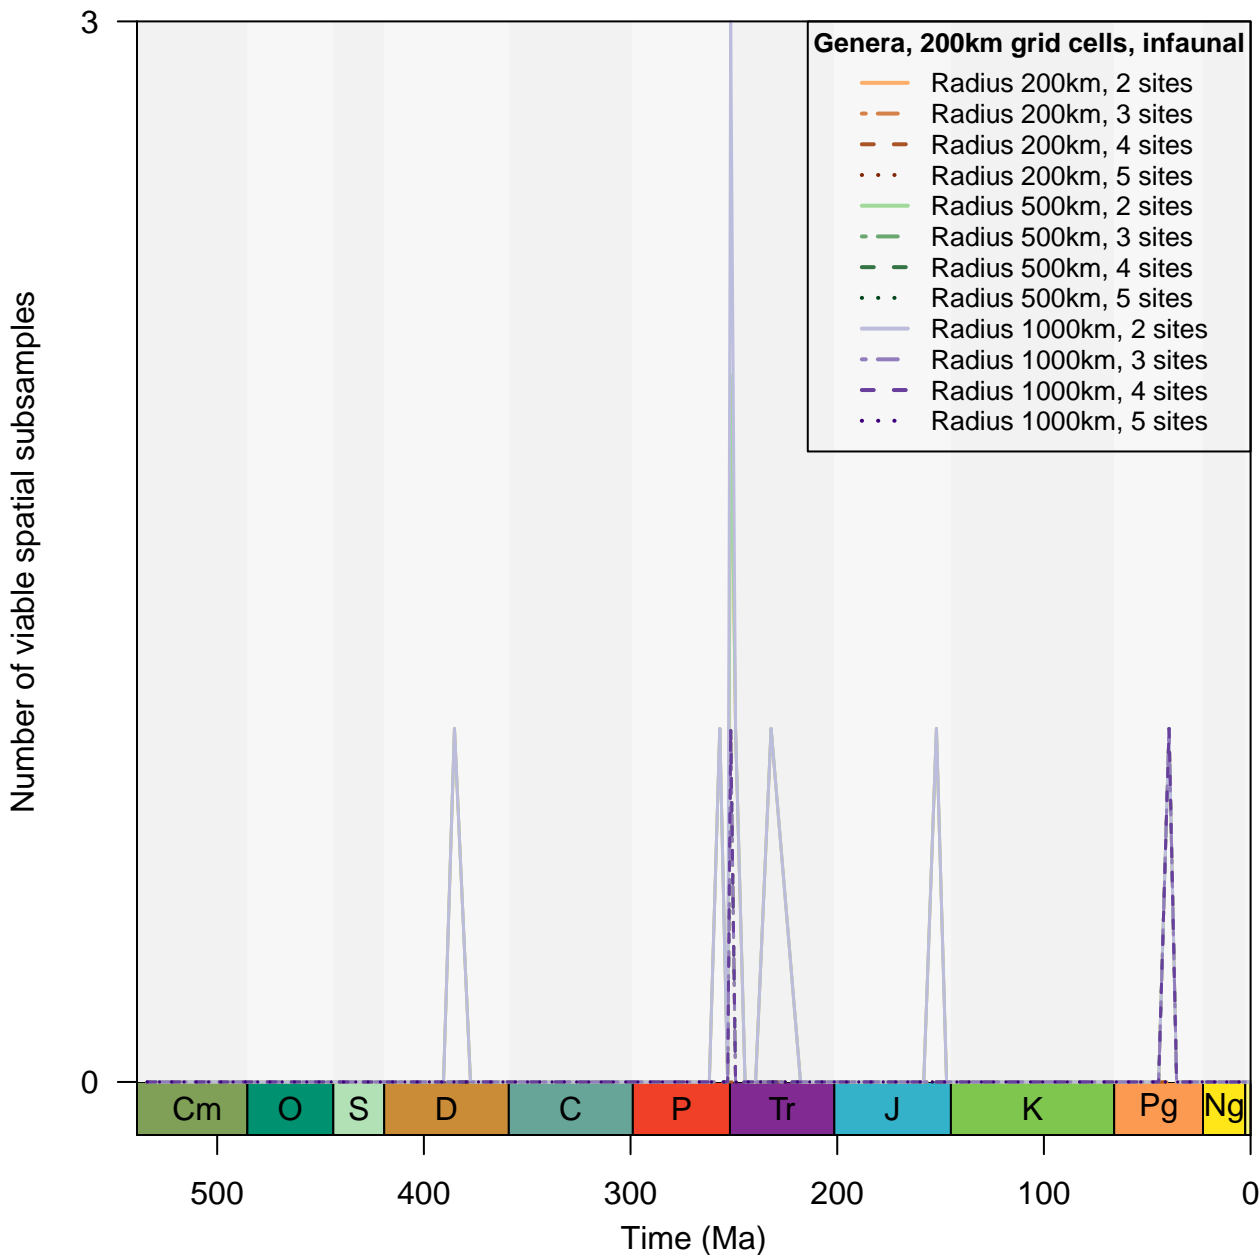 3
Genera, 200km grid cells, infaunal
Radius 200km, 2 sites
Radius 200km, 3 sites
Radius 200km, 4 sites
Radius 200km, 5 sites
Radius 500km, 2 sites
Radius 500km, 3 sites
Radius 500km, 4 sites
Radius 500km, 5 sites
Radius 1000km, 2 sites
Radius 1000km, 3 sites
Radius 1000km, 4 sites
Radius 1000km, 5 sites
Number of viable spatial subsamples
0
Cm O S D C P Tr J K Pg Ng
500 400 300 200 100 0
Time (Ma)